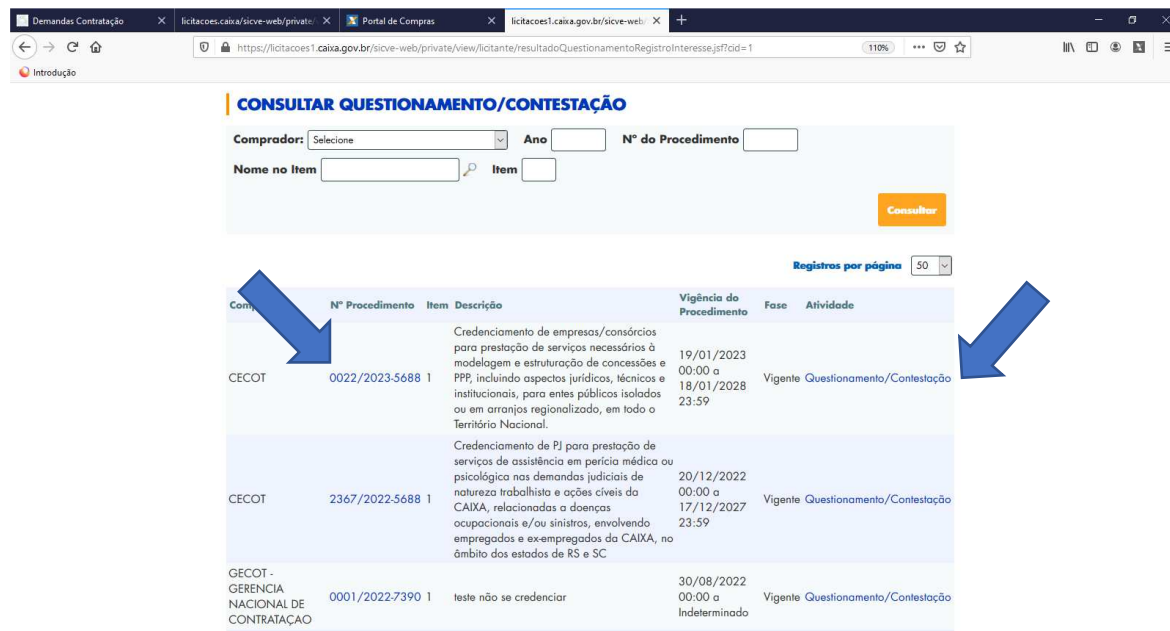 Demandas Contratação
licitacoes.caixa/sicve-web/private/
Portal de Compras
licitacoes1.caixa.gov.br/sicve-web/
https://licitacoes1.caixa.gov.br/sicve-web/private/view/licitante/resultadoQuestionamentoRegistroInteresse.jsf?cid=1
110%
Introdução
CONSULTAR QUESTIONAMENTO/CONTESTAÇÃO
Comprador: Selecione Ano Nº do Procedimento
Nome no Item Item
Consultar
Registros por página 50
Nº Procedimento Item Descrição Vigência do Procedimento Fase Atividade
Credenciamento de empresas/consórcios
para prestação de serviços necessários à
modelagem e estruturação de concessões e
PPP, incluindo aspectos jurídicos, técnicos e
institucionais, para entes públicos isolados
ou em arranjos regionalizado, em todo o
Território Nacional.
CECOT 0022/2023-5688 1
19/01/2023
00:00 a
18/01/2028
23:59
Vigente Questionamento/Contestação
Credenciamento de PJ para prestação de
serviços de assistência em perícia médica ou
psicológica nas demandas judiciais de
natureza trabalhista e ações cíveis da
CAIXA, relacionadas a doenças
ocupacionais e/ou sinistros, envolvendo
empregados e ex-empregados da CAIXA, no
âmbito dos estados de RS e SC
CECOT 2367/2022-5688 1
20/12/2022
00:00 a
17/12/2027
23:59
Vigente Questionamento/Contestação
GECOT -
GERENCIA
NACIONAL DE
CONTRATAÇAO
0001/2022-7390 1 teste não se credenciar
30/08/2022
00:00 a
Indeterminado
Vigente Questionamento/Contestação